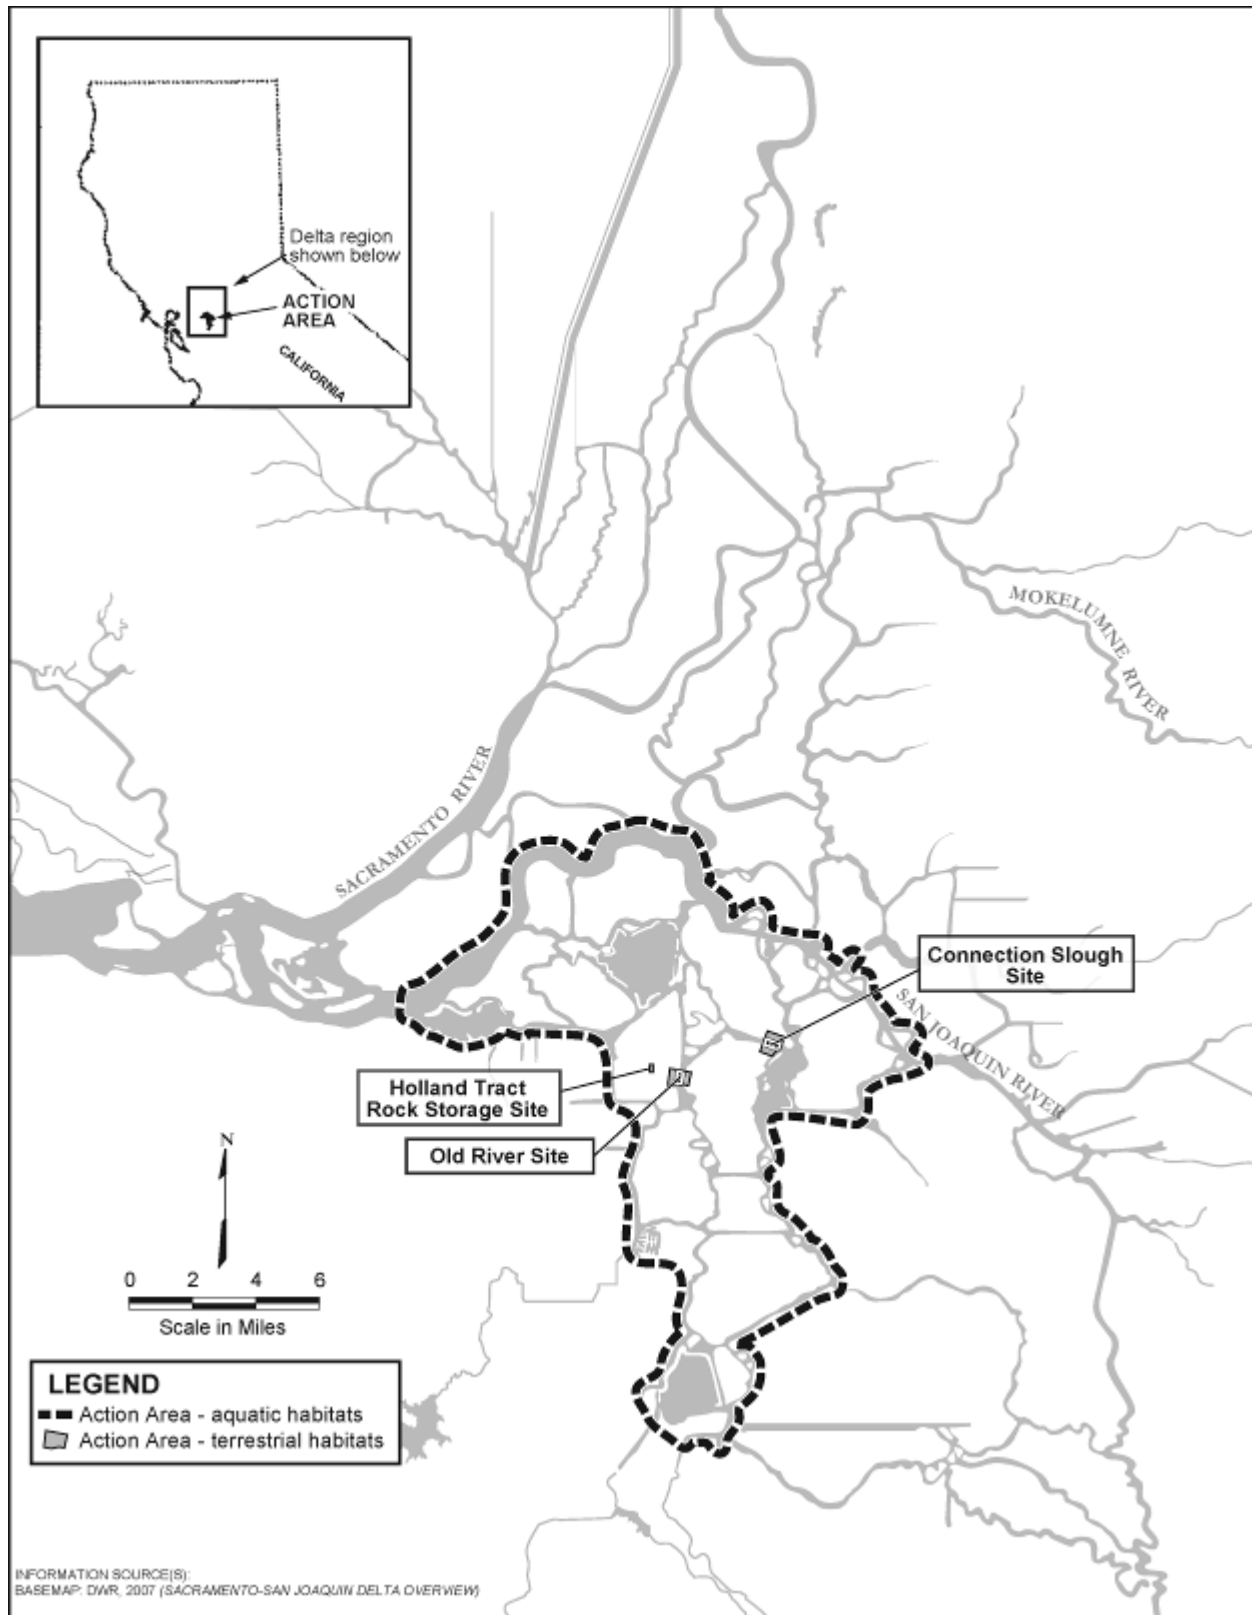 Delta region
shown below
ACTION
AREA
CALIFORNIA
MOKELUMNE RIVER
SACRAMENTO RIVER
Connection Slough
Site
SAN JOAQUIN RIVER
Holland Tract
Rock Storage Site
Old River Site
N
0 2 4 6
Scale in Miles
LEGEND
Action Area - aquatic habitats
Action Area - terrestrial habitats
INFORMATION SOURCE(S):
BASEMAP: DWR, 2007 (SACRAMENTO-SAN JOAQUIN DELTA OVERVIEW)